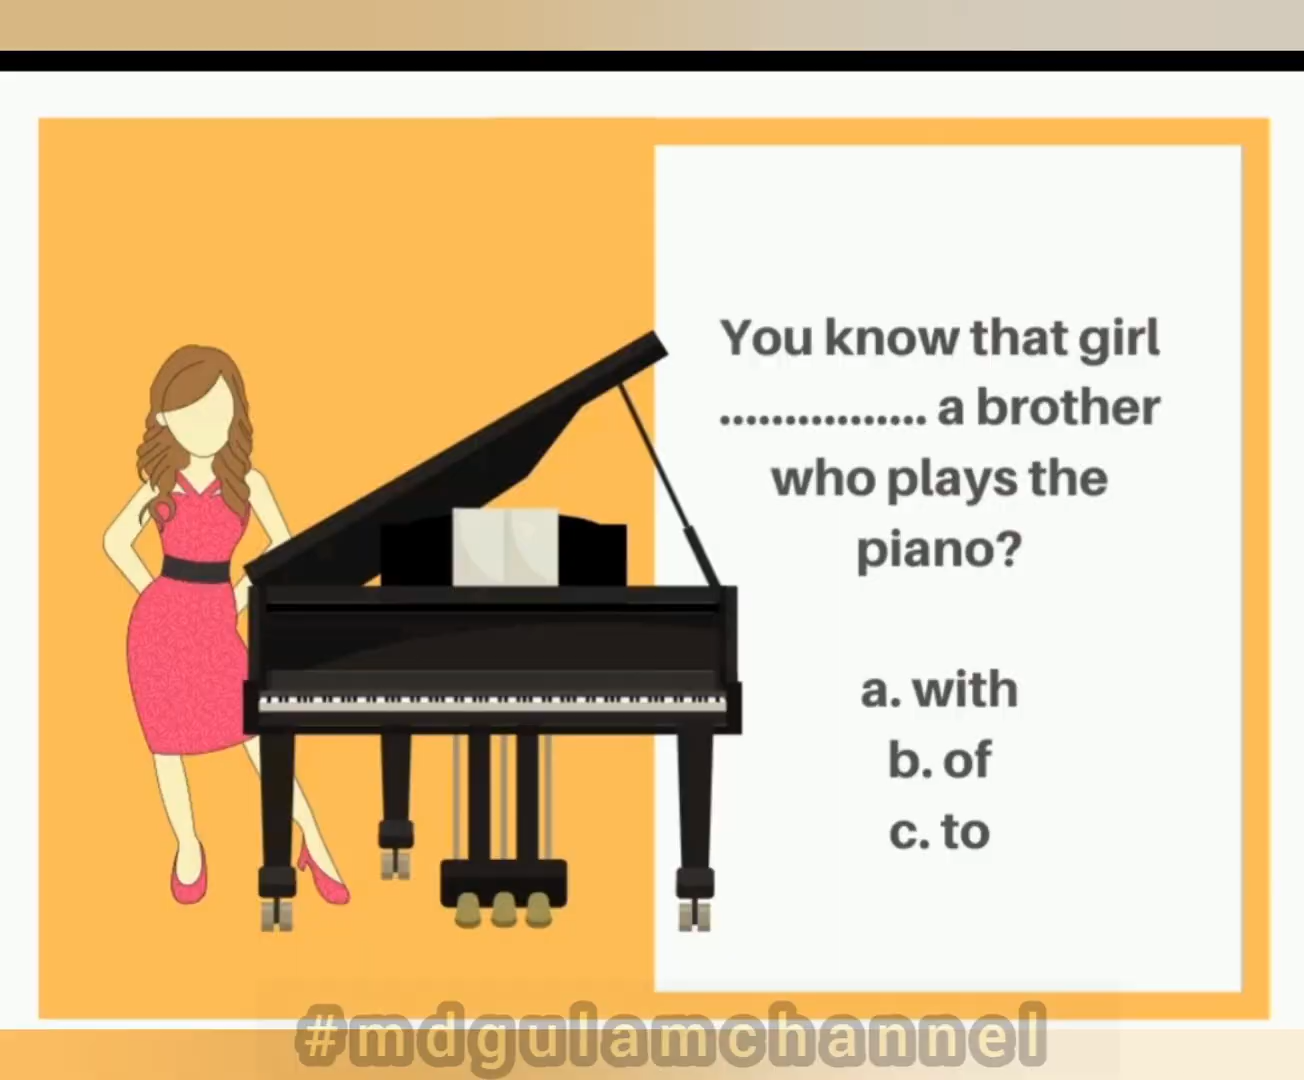 You know that girl
................ a brother
who plays the
piano?
a. with
b. of
c. to
#mdgulamchannel